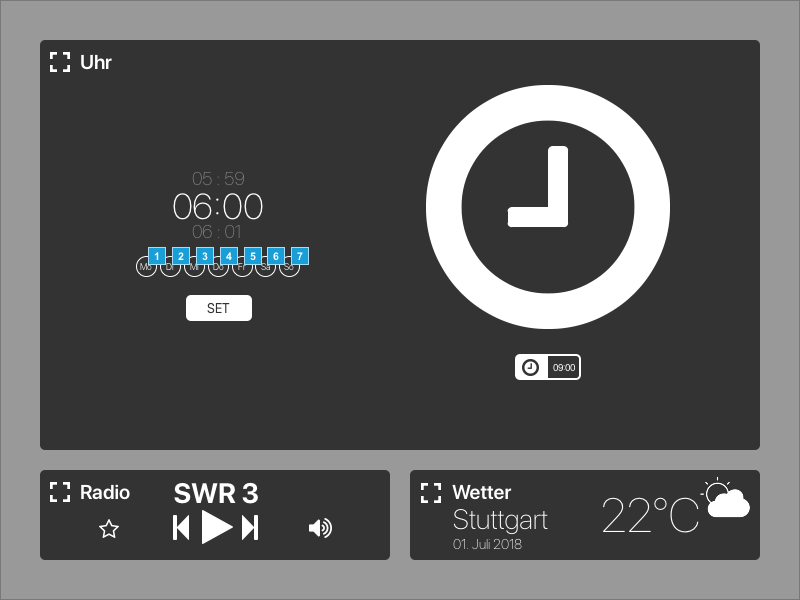 Uhr
05 : 59
06:00
06 : 01
1 2 3 4 5 6 7
Mo Di Mi Do Fr Sa So
SET
09:00
Radio
SWR 3
Wetter
Stuttgart
01. Juli 2018
22°C